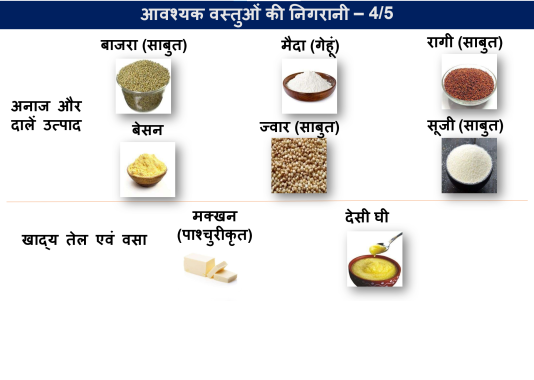 आवश्यक वस्तुओं की निगरानी – 4/5
बाजरा (साबुत)
मैदा (गेहूं)
रागी (साबुत)
अनाज और
दालें उत्पाद
बेसन
ज्वार (साबुत)
सूजी (साबुत)
मक्खन
(पाश्चुरीकृत)
देसी घी
खाद्य तेल एवं वसा